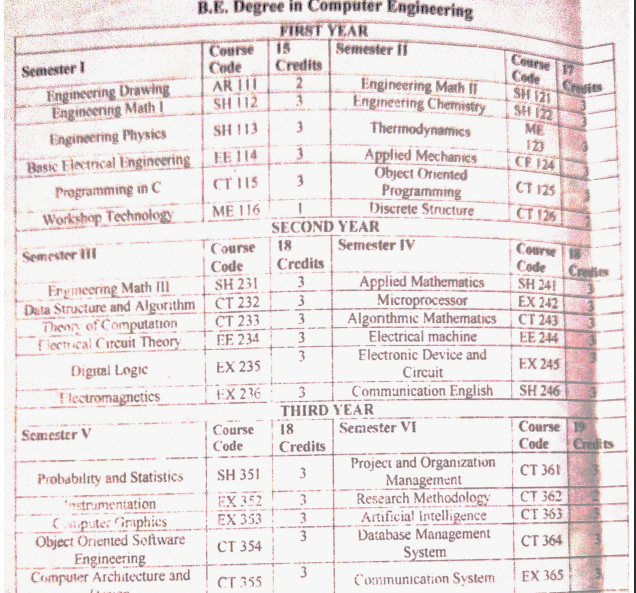 B.E. Degree in Computer Engineering
FIRST YEAR
Semester I Course Code 15 Credits Semester II Course Code 17 Credits
Engineering Drawing AR 111 2 Engineering Math II SH 121
Engineering Math I SH 112 3 Engineering Chemistry SH 122
Engineering Physics SH 113 3 Thermodynamics ME 123 3
Basic Electrical Engineering EE 114 3 Applied Mechanics CE 124 3
Programming in C CT 115 3 Object Oriented Programming CT 125 3
Workshop Technology ME 116 1 Discrete Structure CT 126 3
SECOND YEAR
Semester III Course Code 18 Credits Semester IV Course Code 18 Credits
Engineering Math III SH 231 3 Applied Mathematics SH 241 3
Data Structure and Algorithm CT 232 3 Microprocessor EX 242 3
Theory of Computation CT 233 3 Algorithmic Mathematics CT 243 3
Electrical Circuit Theory EE 234 3 Electrical machine EE 244 3
Digital Logic EX 235 3 Electronic Device and Circuit EX 245 3
Electromagnetics EX 236 3 Communication English SH 246 3
THIRD YEAR
Semester V Course Code 18 Credits Semester VI Course Code 19 Credits
Probability and Statistics SH 351 3 Project and Organization Management CT 361 3
Instrumentation EX 352 3 Research Methodology CT 362 2
Computer Graphics EX 353 3 Artificial Intelligence CT 363 3
Object Oriented Software Engineering CT 354 3 Database Management System CT 364 3
Computer Architecture and CT 355 3 Communication System EX 365 3